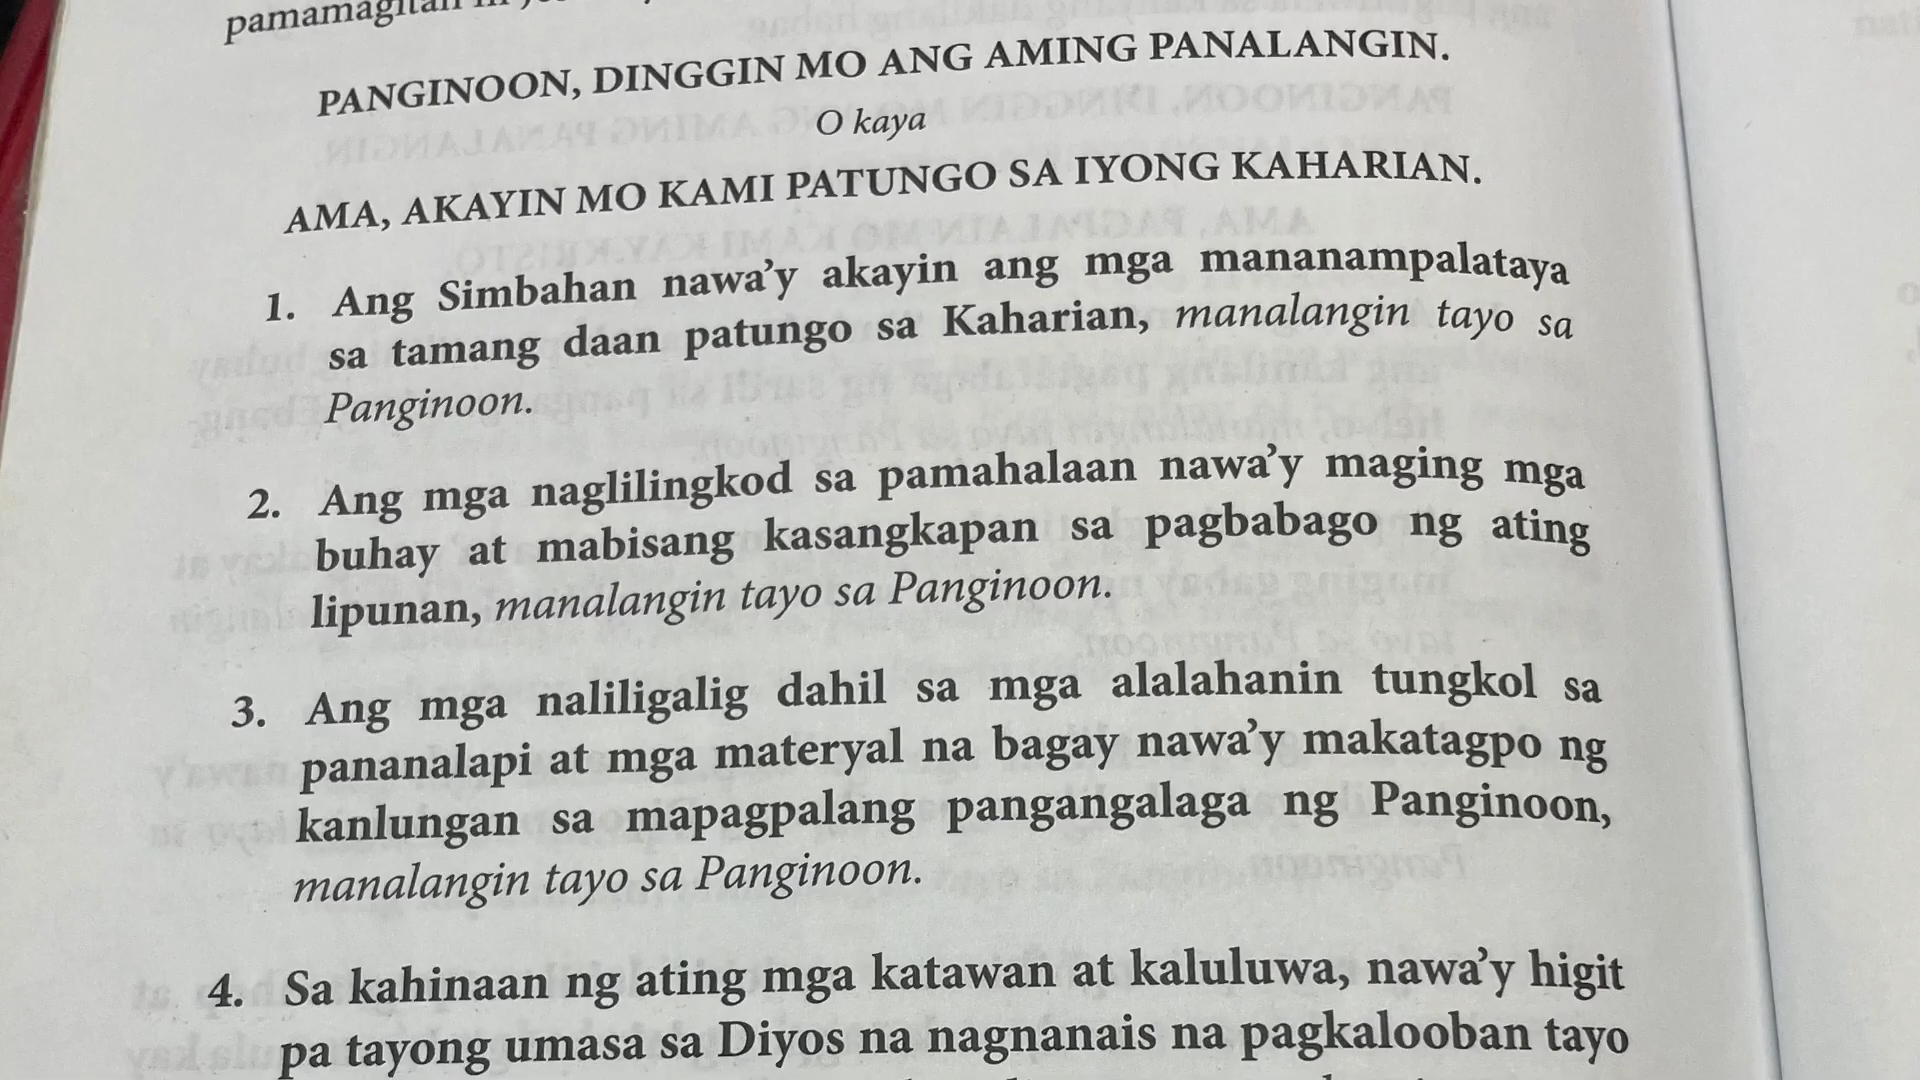 pamamagitan
PANGINOON, DINGGIN MO ANG AMING PANALANGIN.
O kaya
AMA, AKAYIN MO KAMI PATUNGO SA IYONG KAHARIAN.
1. Ang Simbahan nawa’y akayin ang mga mananampalataya
sa tamang daan patungo sa Kaharian, manalangin tayo sa
Panginoon.
2. Ang mga naglilingkod sa pamahalaan nawa’y maging mga
buhay at mabisang kasangkapan sa pagbabago ng ating
lipunan, manalangin tayo sa Panginoon.
3. Ang mga naliligalig dahil sa mga alalahanin tungkol sa
pananalapi at mga materyal na bagay nawa’y makatagpo ng
kanlungan sa mapagpalang pangangalaga ng Panginoon,
manalangin tayo sa Panginoon.
4. Sa kahinaan ng ating mga katawan at kaluluwa, nawa’y higit
pa tayong umasa sa Diyos na nagnanais na pagkalooban tayo